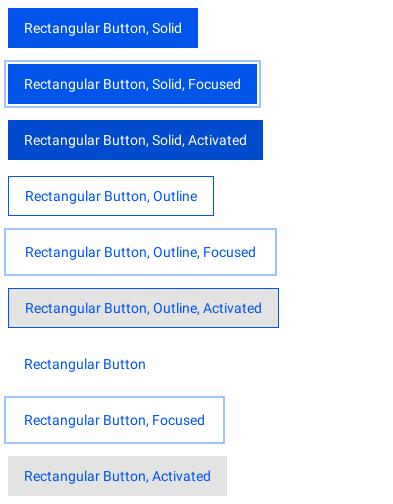 Rectangular Button, Solid
Rectangular Button, Solid, Focused
Rectangular Button, Solid, Activated
Rectangular Button, Outline
Rectangular Button, Outline, Focused
Rectangular Button, Outline, Activated
Rectangular Button
Rectangular Button, Focused
Rectangular Button, Activated